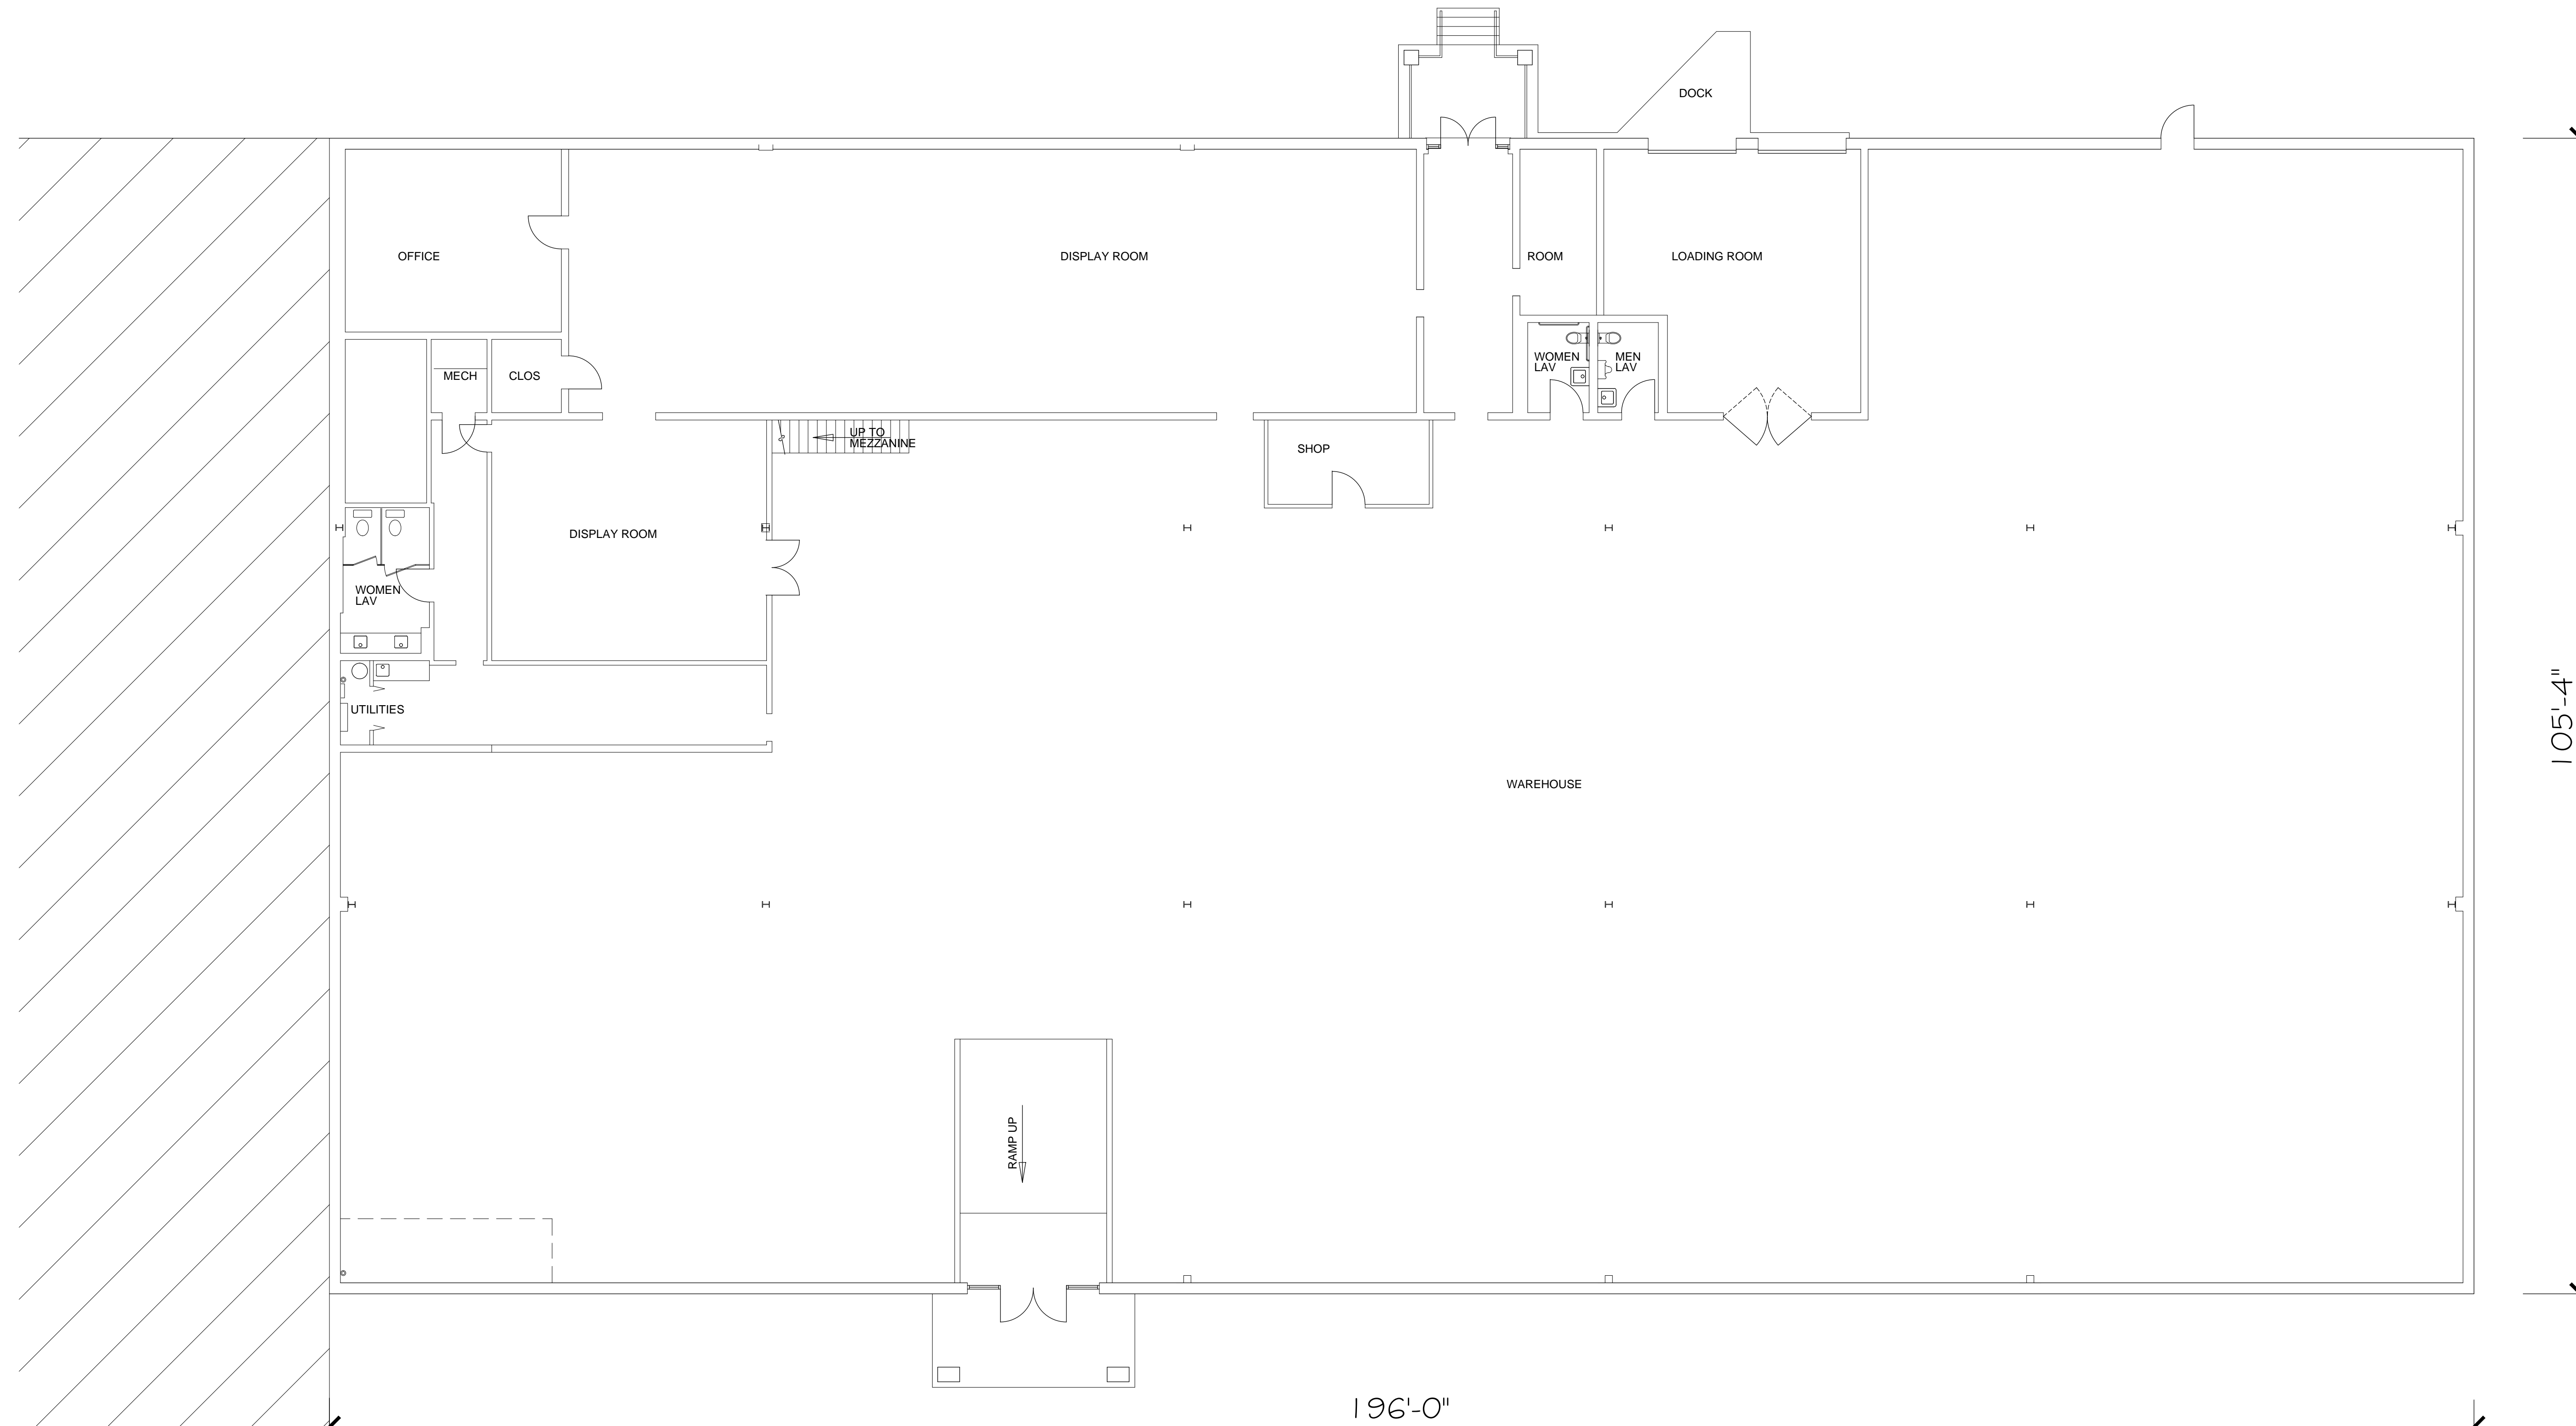 DOCK
OFFICE
DISPLAY ROOM
ROOM
LOADING ROOM
WOMEN
LAV
MEN
LAV
MECH
CLOS
UP TO
MEZZANINE
SHOP
DISPLAY ROOM
WOMEN
LAV
UTILITIES
105'-4"
WAREHOUSE
RAMP UP
196'-0"